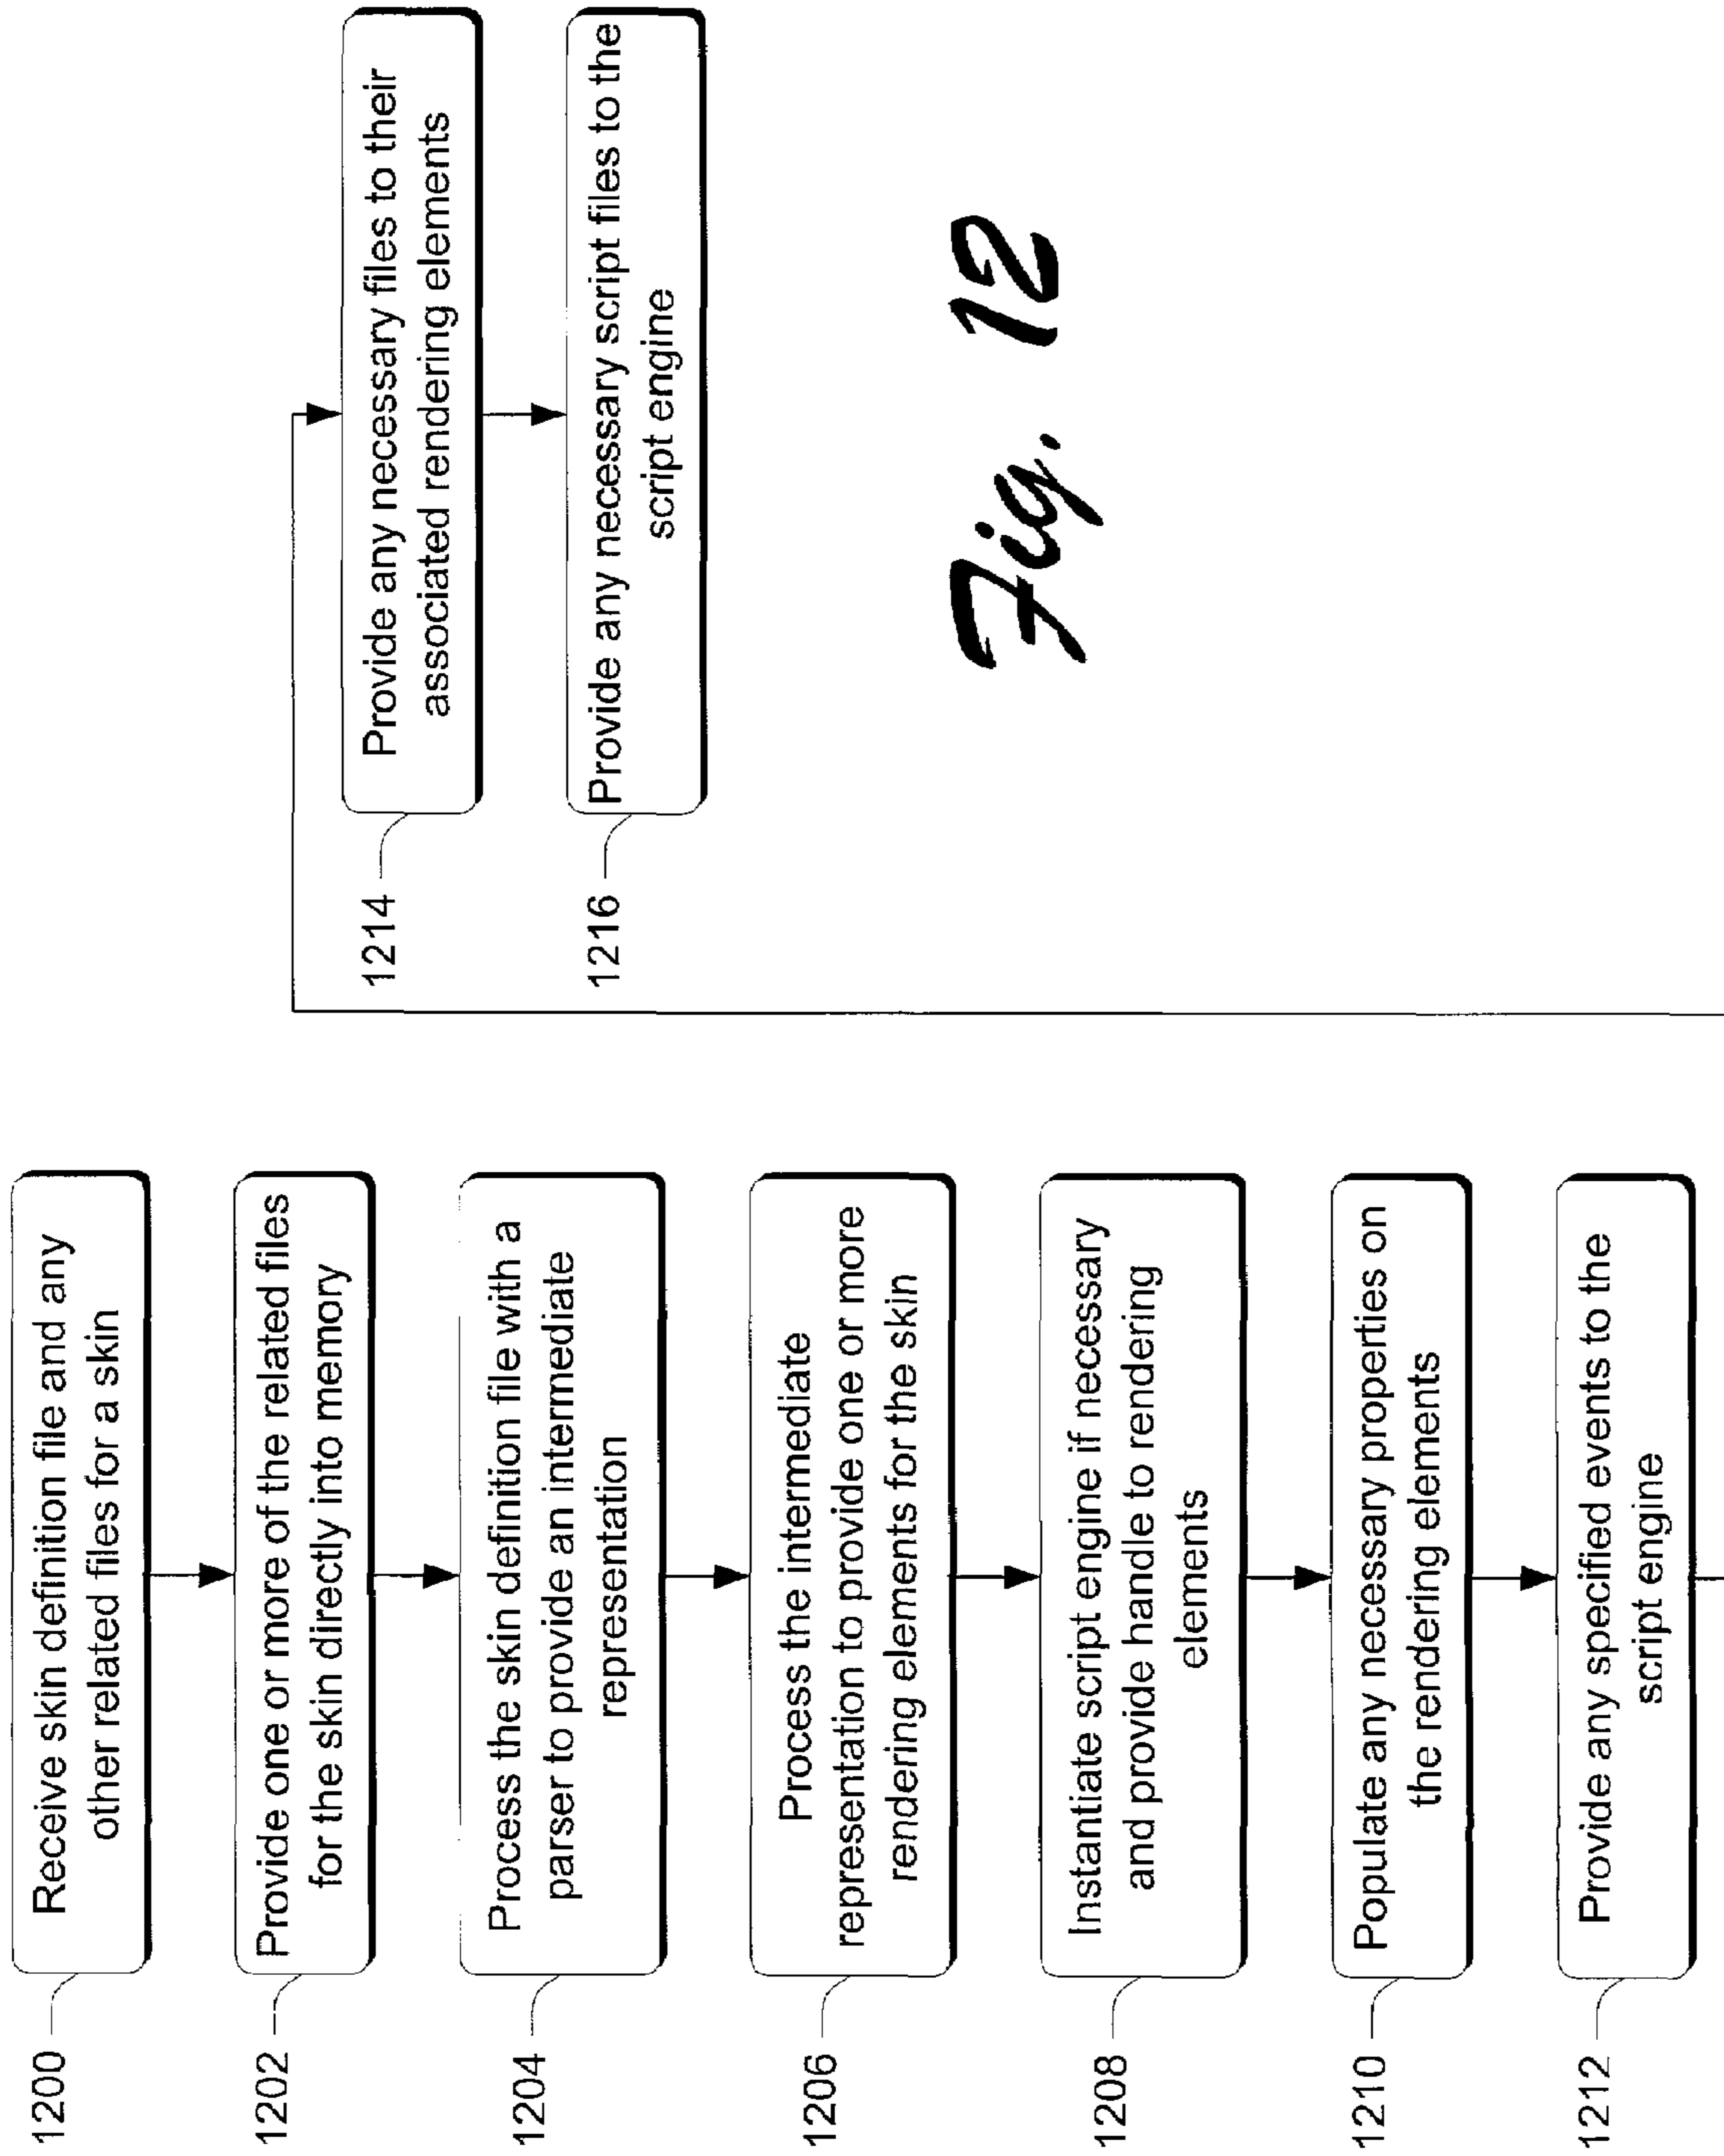 1200
Receive skin definition file and any
other related files for a skin
1202
Provide one or more of the related files
for the skin directly into memory
1204
Process the skin definition file with a
parser to provide an intermediate
representation
1206
Process the intermediate
representation to provide one or more
rendering elements for the skin
1208
Instantiate script engine if necessary
and provide handle to rendering
elements
1210
Populate any necessary properties on
the rendering elements
1212
Provide any specified events to the
script engine
1214
Provide any necessary files to their
associated rendering elements
1216
Provide any necessary script files to the
script engine
Fig. 12